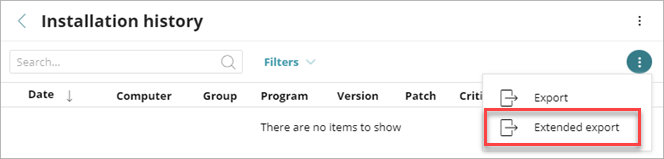 Installation history
Search...
Filters
Date Computer Group Program Version Patch Criti
Export
There are no items to show
Extended export